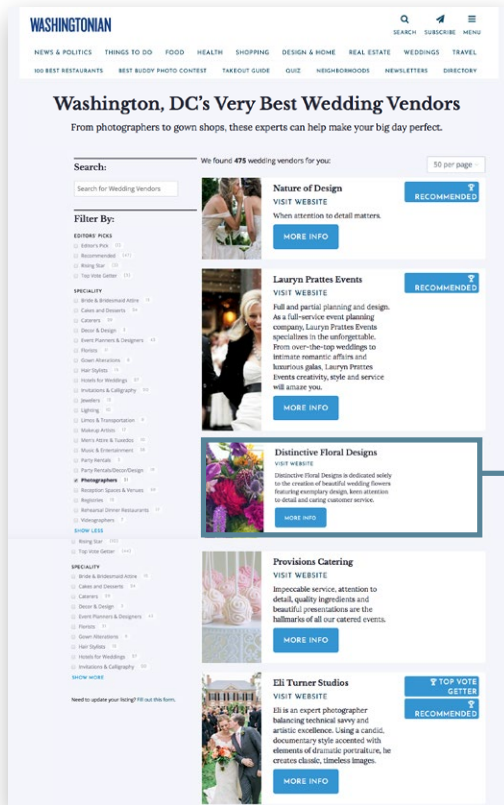 WASHINGTONIAN
SEARCH SUBSCRIBE MENU
NEWS & POLITICS THINGS TO DO FOOD HEALTH SHOPPING DESIGN & HOME REAL ESTATE WEDDINGS TRAVEL
100 BEST RESTAURANTS BEST BUDDY PHOTO CONTEST TAKEOUT GUIDE QUIZ NEIGHBORHOODS NEWSLETTERS DIRECTORY
Washington, DC's Very Best Wedding Vendors
From photographers to gown shops, these experts can help make your big day perfect.
Search:
Search for Wedding Vendors
Filter By:
EDITORS' PICKS
Editor's Pick
Recommended
Rising Star
Top Vote Getter
SPECIALITY
Bride & Bridesmaid Attire
Cakes and Desserts
Caterers
Decor & Design
Event Planners & Designers
Florists
Gown Alterations
Hair Stylists
Hotels for Weddings
Invitations & Calligraphy
Jewelers
Lighting
Limos & Transportation
Makeup Artists
Men's Attire & Tuxedos
Music & Entertainment
Party Rentals
Party Rentals/Decor/Design
Photographers
Reception Spaces & Venues
Registries
Rehearsal Dinner Restaurants
Videographers
SHOW LESS
Rising Star
Top Vote Getter
SPECIALITY
Bride & Bridesmaid Attire
Cakes and Desserts
Caterers
Decor & Design
Event Planners & Designers
Florists
Gown Alterations
Hair Stylists
Hotels for Weddings
Invitations & Calligraphy
SHOW MORE
Need to update your listing? Fill out this form.
We found 475 wedding vendors for you:
50 per page
Nature of Design
VISIT WEBSITE
When attention to detail matters.
MORE INFO
RECOMMENDED
Lauryn Prattes Events
VISIT WEBSITE
Full and partial planning and design.
As a full-service event planning
company, Lauryn Prattes Events
specializes in the unforgettable.
From over-the-top weddings to
intimate romantic affairs and
luxurious galas, Lauryn Prattes
Events creativity, style and service
will amaze you.
MORE INFO
RECOMMENDED
Distinctive Floral Designs
VISIT WEBSITE
Distinctive Floral Designs is dedicated solely
to the creation of beautiful wedding flowers
featuring exemplary design, keen attention
to detail and caring customer service.
MORE INFO
Provisions Catering
VISIT WEBSITE
Impeccable service, attention to
detail, quality ingredients and
beautiful presentations are the
hallmarks of all our catered events.
MORE INFO
Eli Turner Studios
VISIT WEBSITE
Eli is an expert photographer
balancing technical savvy and
artistic excellence. Using a candid,
documentary style accented with
elements of dramatic portraiture, he
creates classic, timeless images.
MORE INFO
TOP VOTE
GETTER
RECOMMENDED